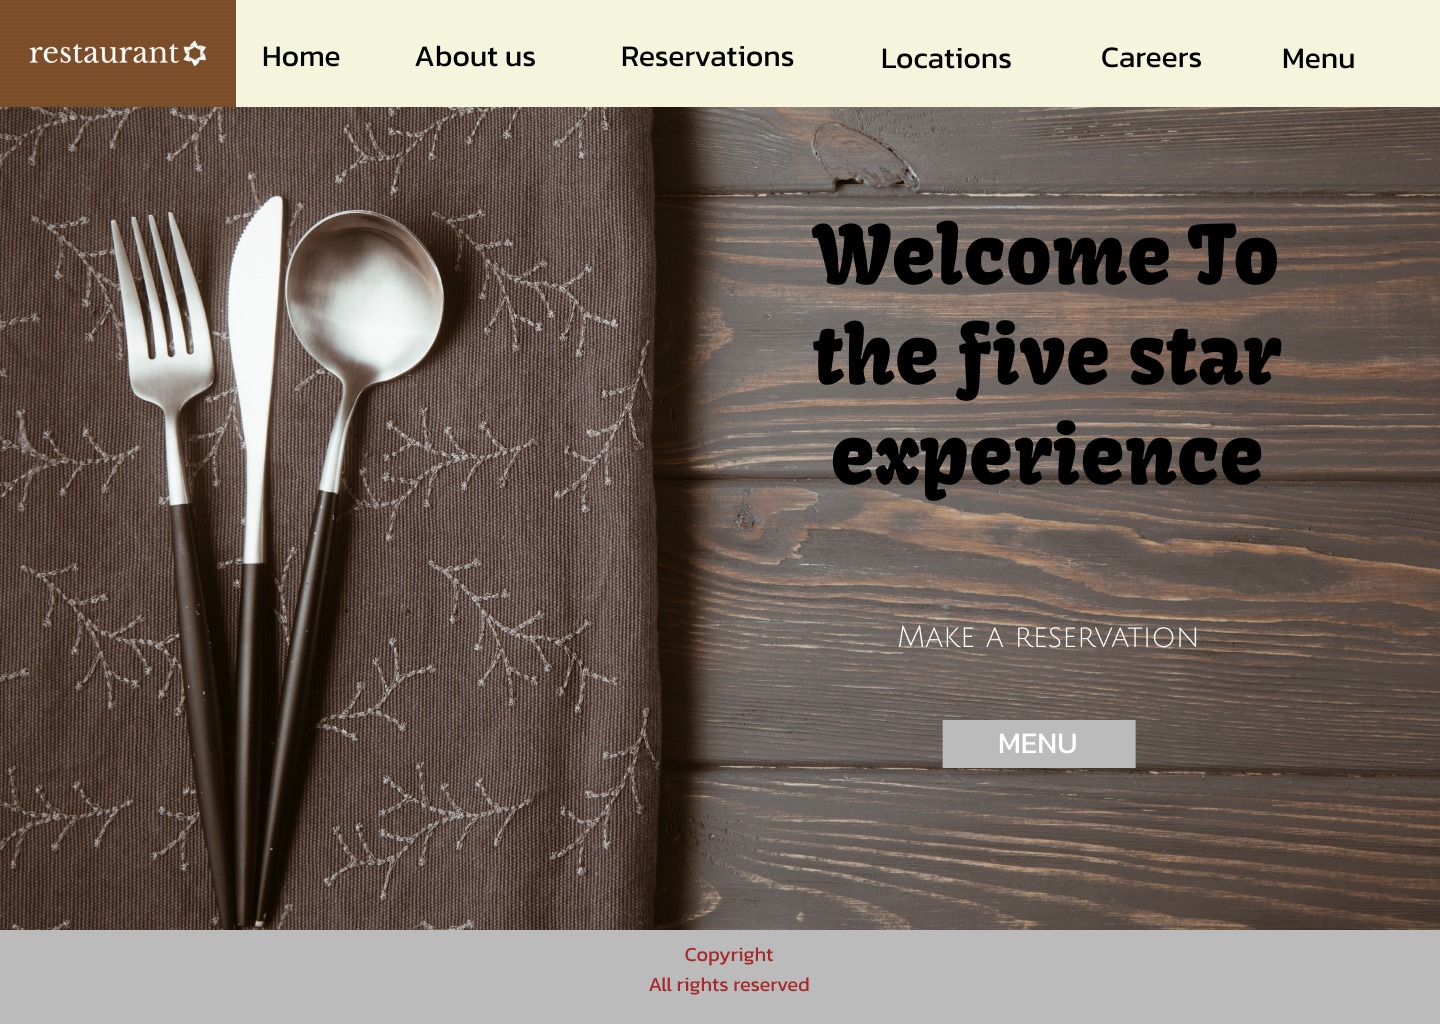 restaurant
Home About us Reservations Locations Careers Menu
Welcome To
the five star
experience
Make a reservation
MENU
Copyright
All rights reserved